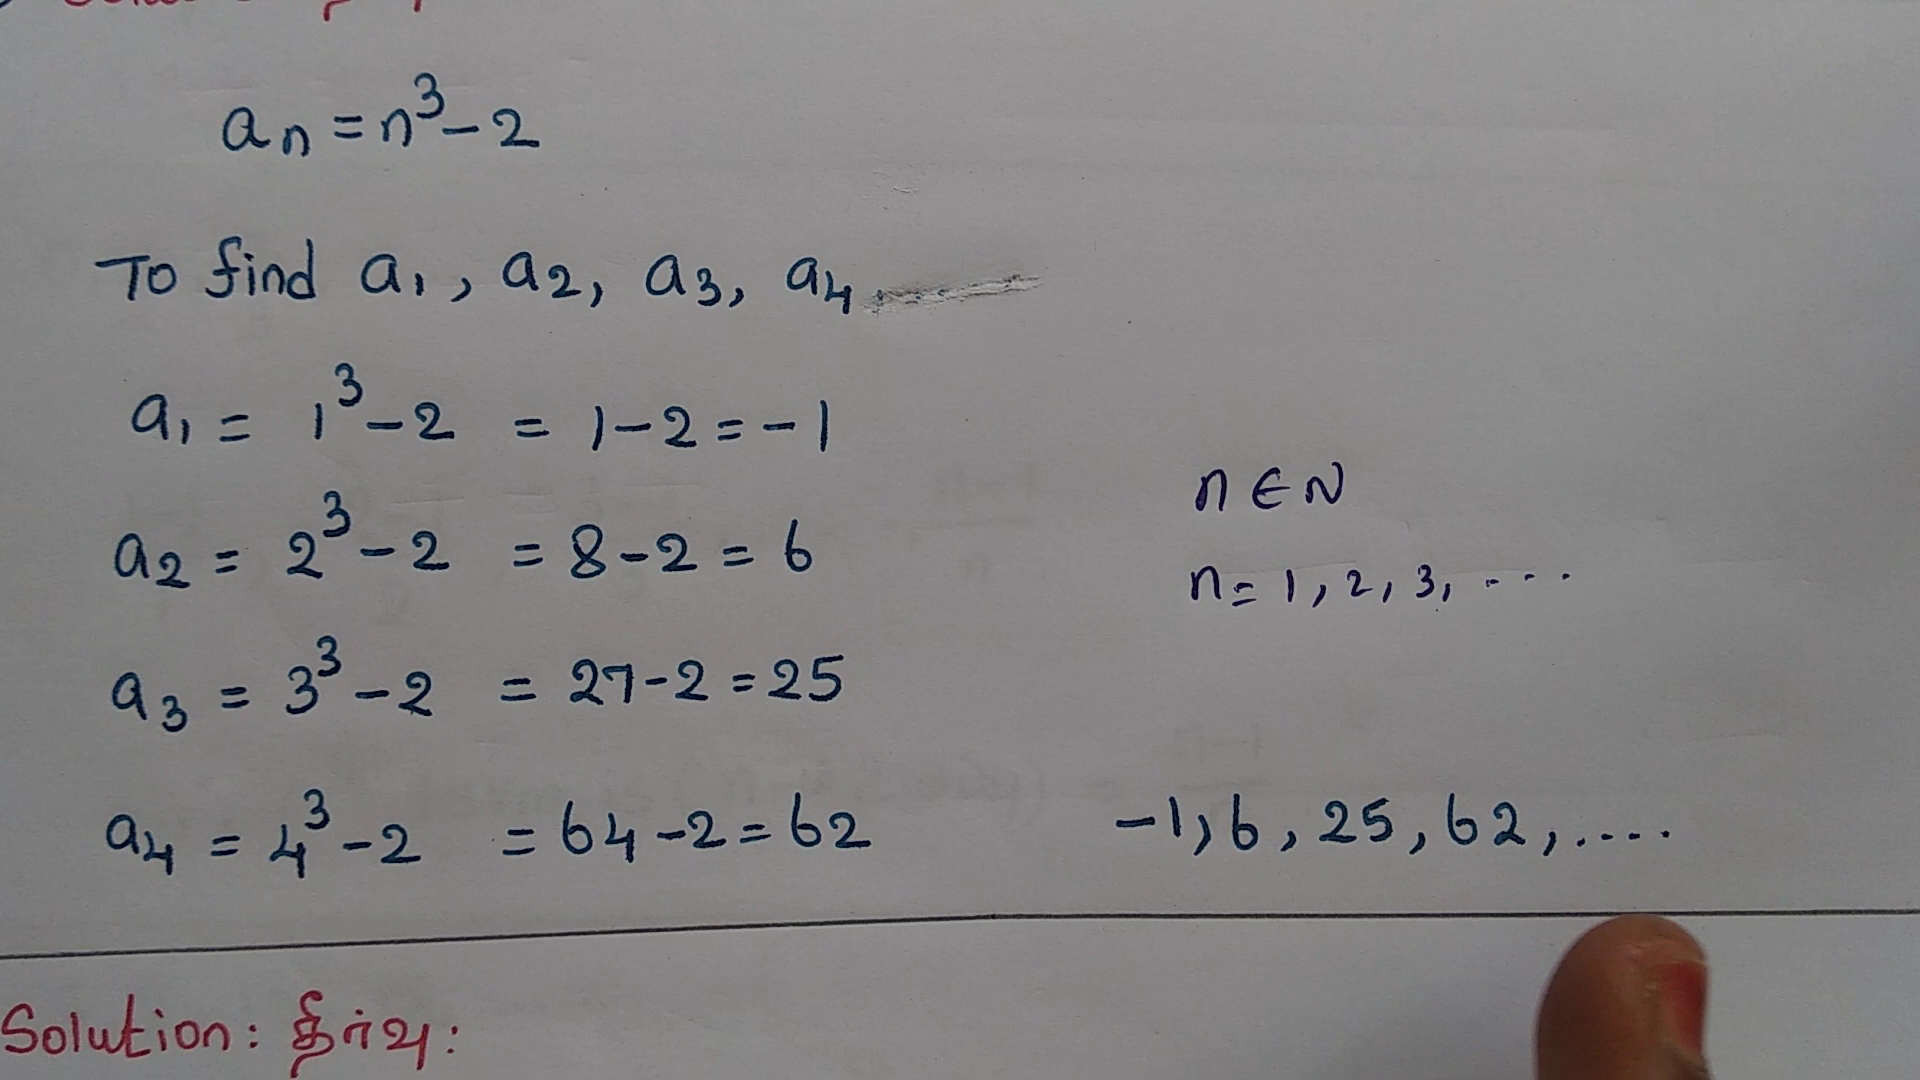 aₙ = n³ - 2
To find a₁, a₂, a₃, a₄
a₁ = 1³ - 2 = 1 - 2 = -1
a₂ = 2³ - 2 = 8 - 2 = 6
n ∈ N
n = 1, 2, 3, ....
a₃ = 3³ - 2 = 27 - 2 = 25
a₄ = 4³ - 2 = 64 - 2 = 62
-1, 6, 25, 62, ....
Solution: தீர்வு: